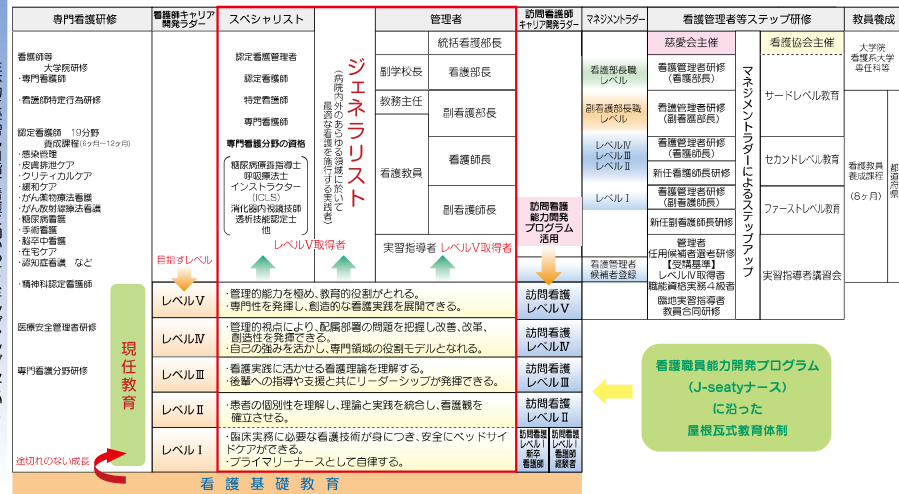 専門看護研修
看護師キャリア
開発ラダー
スペシャリスト
管理者
訪問看護師
キャリア開発ラダー
マネジメントラダー
看護管理者等ステップ研修
教員養成
看護師等
大学院研修
・専門看護師
・看護師特定行為研修
認定看護師 19分野
養成課程(6ヶ月~12ヶ月)
・感染管理
・皮膚排泄ケア
・クリティカルケア
・緩和ケア
・がん薬物療法看護
・がん放射線療法看護
・糖尿病看護
・手術看護
・脳卒中看護
・在宅ケア
・認知症看護 など
・精神科認定看護師
医療安全管理者研修
専門看護分野研修
現任教育
途切れのない成長
目指すレベル
レベルⅤ
レベルⅣ
レベルⅢ
レベルⅡ
レベルⅠ
認定看護管理者
認定看護師
特定看護師
専門看護師
専門看護分野の資格
糖尿病療養指導士
呼吸療法士
インストラクター
(ICLS)
消化器内視鏡技師
透析技能認定士
他
レベルⅤ取得者
ジェネラリスト
(病院内外のあらゆる領域に於いて
最適な看護を施行する実践者)
統括看護部長
副学校長
看護部長
教務主任
副看護部長
看護教員
看護師長
副看護師長
実習指導者 レベルⅤ取得者
・管理的能力を極め、教育的役割がとれる。
・専門性を発揮し、創造的な看護実践を展開できる。
・管理的視点により、配属部署の問題を把握し改善、改革、
創造性を発揮できる。
・自己の強みを活かし、専門領域の役割モデルとなれる。
・看護実践に活かせる看護理論を理解する。
・後輩への指導や支援と共にリーダーシップが発揮できる。
・患者の個別性を理解し、理論と実践を統合し、看護観を
確立させる。
・臨床実務に必要な看護技術が身につき、安全にベッドサイ
ドケアができる。
・プライマリーナースとして自律する。
看護基礎教育
訪問看護
能力開発
プログラム
活用
訪問看護
レベルⅤ
訪問看護
レベルⅣ
訪問看護
レベルⅢ
訪問看護
レベルⅡ
訪問看護
レベルⅠ
新卒
看護師
訪問看護
レベルⅠ
看護師
経験者
看護部長職
レベル
副看護部長職
レベル
レベルⅣ
レベルⅢ
レベルⅡ
レベルⅠ
看護管理者
候補者登録
慈愛会主催
看護管理者研修
(看護部長)
看護管理者研修
(副看護部長)
看護管理者研修
(看護師長)
新任看護師長研修
看護管理者研修
(副看護師長)
新任副看護師長研修
管理者
任用候補者選考研修
【受講基準】
レベルⅣ取得者
職能資格実務4級者
臨地実習指導者
教員合同研修
マネジメントラダーによるステップアップ
看護協会主催
サードレベル教育
セカンドレベル教育
ファーストレベル教育
実習指導者講習会
大学院
看護系大学
専任科等
看護教員
養成課程
(8ヶ月)
都道府県
看護職員能力開発プログラム
(J-seatyナース)
に沿った
屋根瓦式教育体制